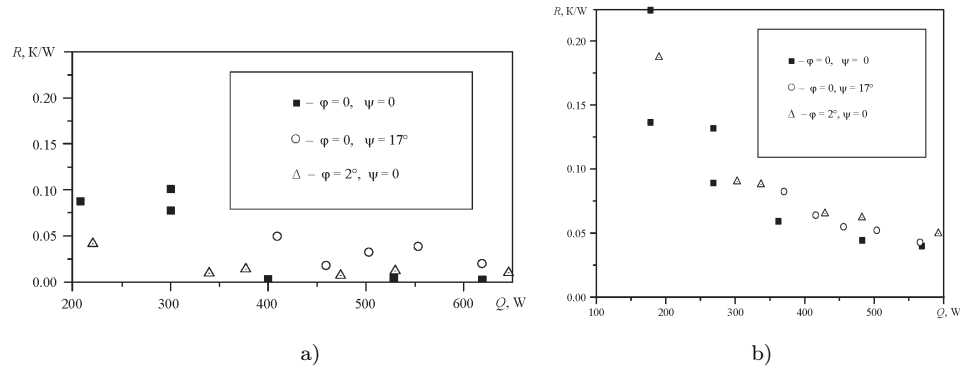 R, K/W
0.20
0.15
0.10
0.05
0.00
200
300
400
500
600
Q, W
■ – φ = 0, ψ = 0
○ – φ = 0, ψ = 17°
△ – φ = 2°, ψ = 0
a)
R, K/W
0.20
0.15
0.10
0.05
0.00
100
200
300
400
500
Q, W
■ – φ = 0, ψ = 0
○ – φ = 0, ψ = 17°
△ – φ = 2°, ψ = 0
b)